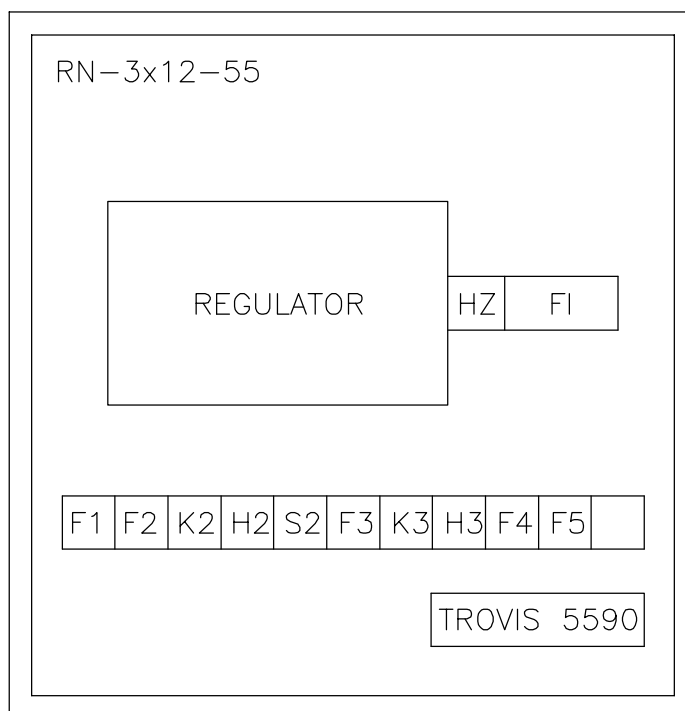 RN-3x12-55
REGULATOR HZ FI
F1 F2 K2 H2 S2 F3 K3 H3 F4 F5
TROVIS 5590